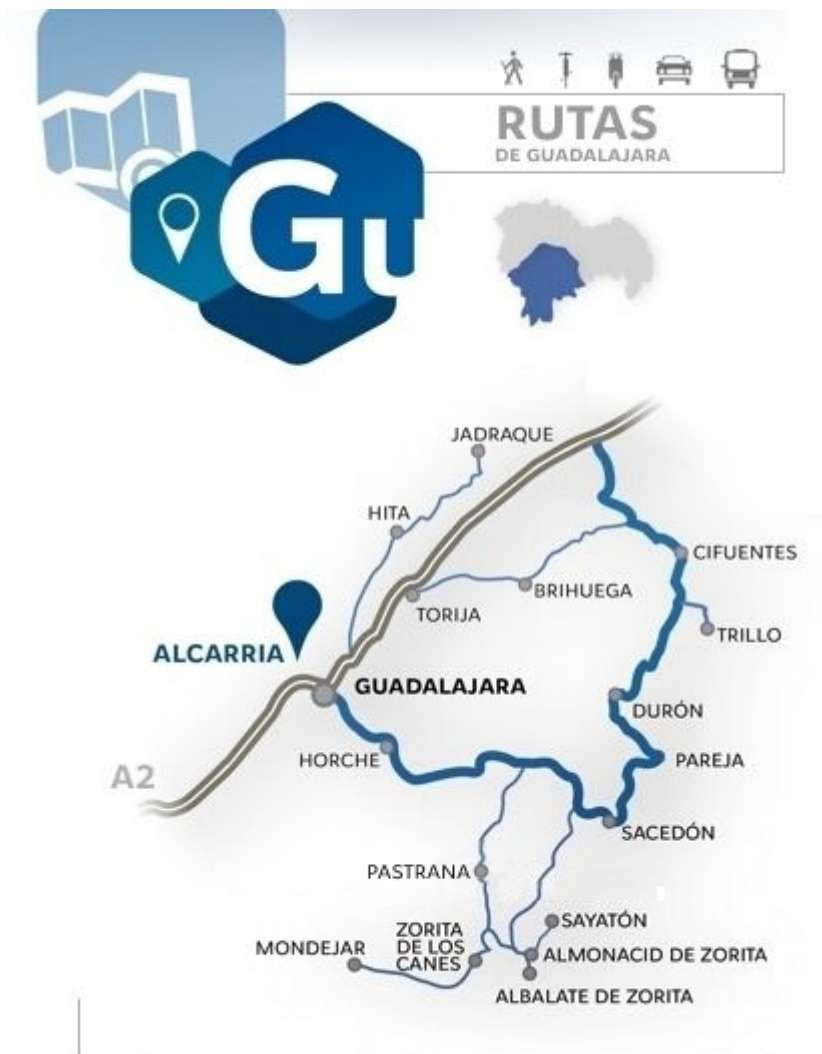 RUTAS
DE GUADALAJARA
Gu
JADRAQUE
HITA
CIFUENTES
BRIHUEGA
TORIJA
TRILLO
ALCARRIA
GUADALAJARA
DURÓN
HORCHE
PAREJA
A2
SACEDÓN
PASTRANA
SAYATÓN
ZORITA
DE LOS
CANES
MONDEJAR
ALMONACID DE ZORITA
ALBALATE DE ZORITA